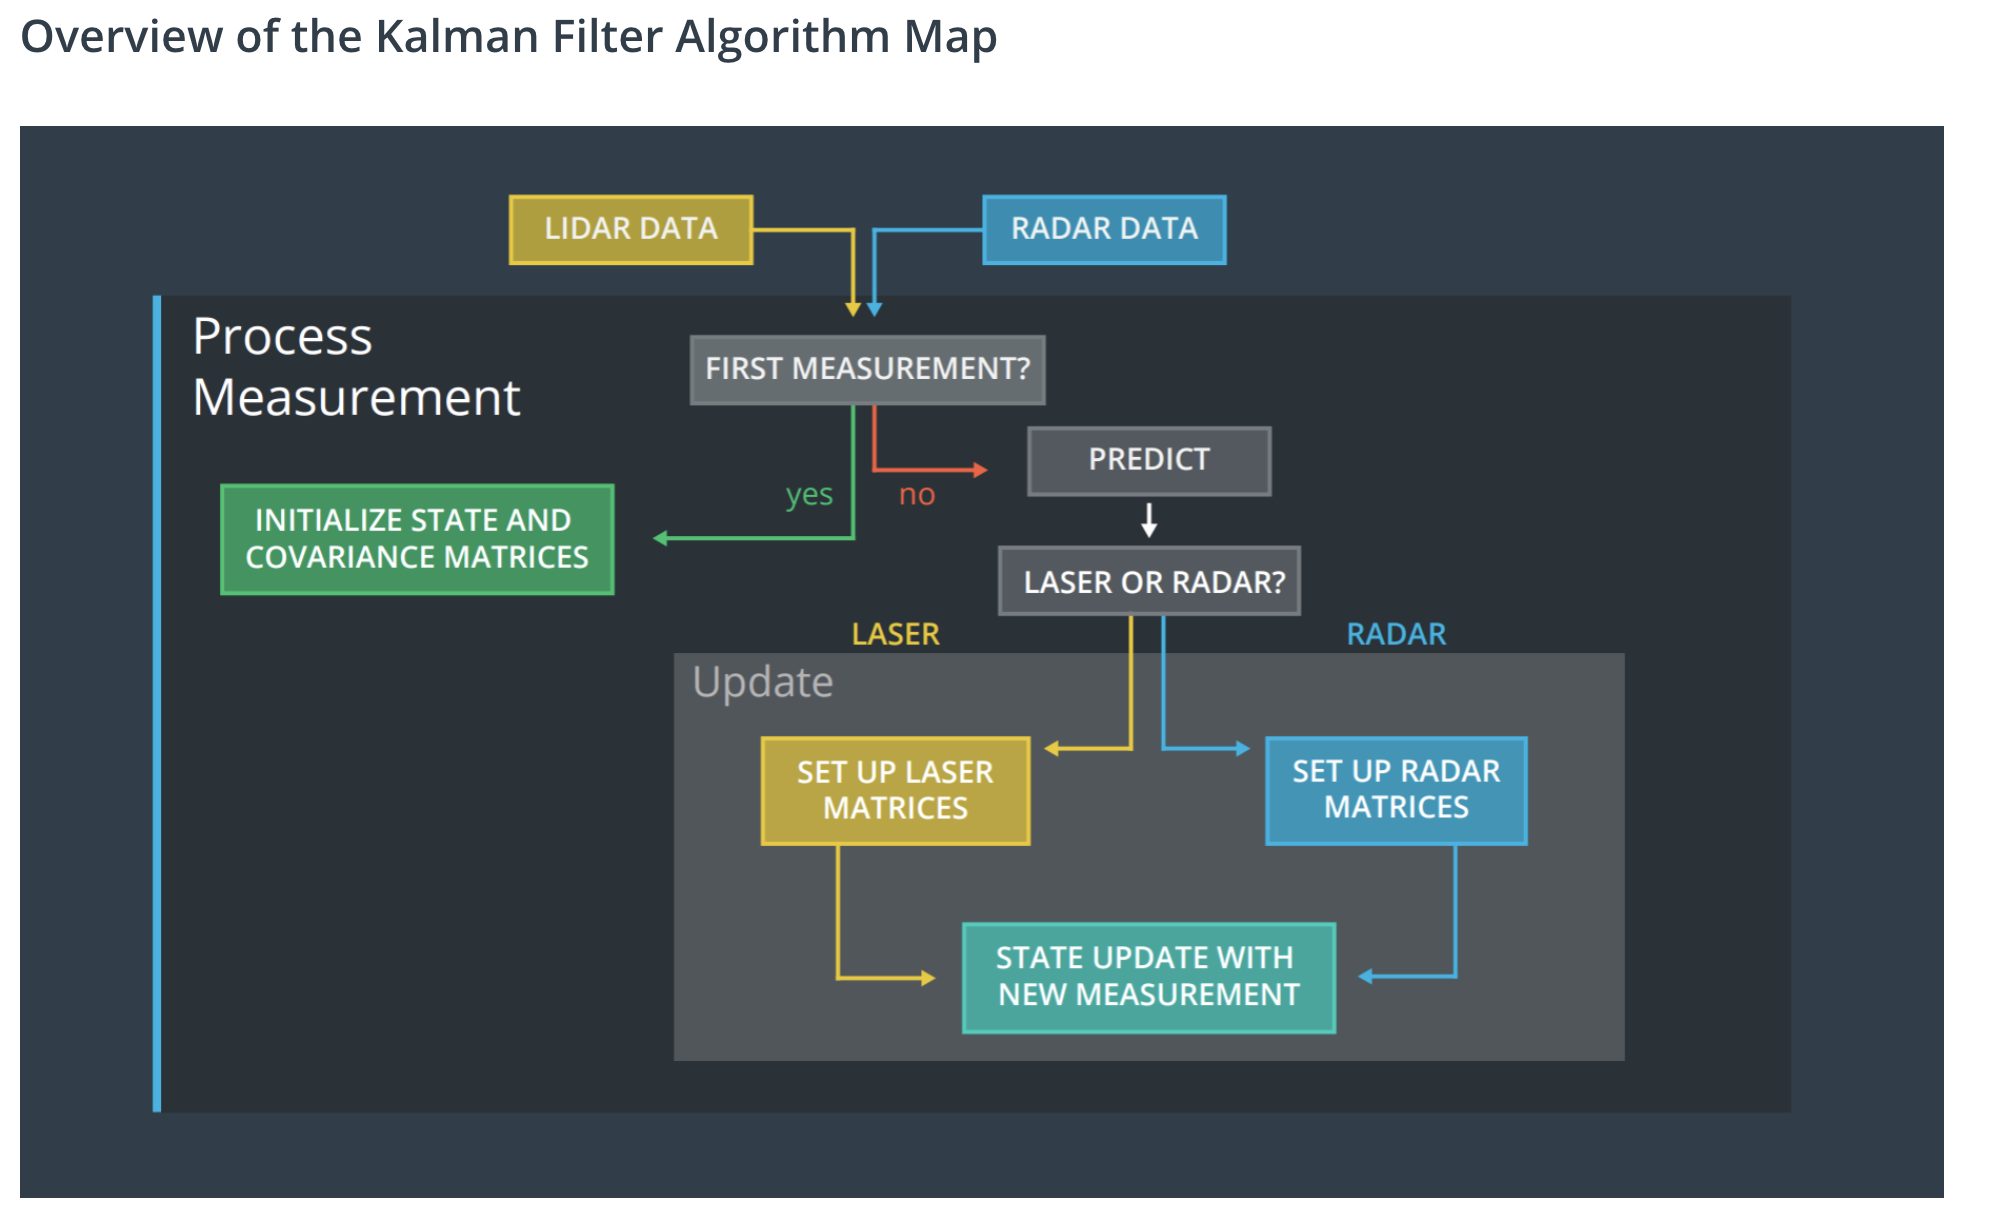 Overview of the Kalman Filter Algorithm Map
LIDAR DATA
RADAR DATA
Process
Measurement
FIRST MEASUREMENT?
PREDICT
yes
no
INITIALIZE STATE AND
COVARIANCE MATRICES
LASER OR RADAR?
LASER
RADAR
Update
SET UP LASER
MATRICES
SET UP RADAR
MATRICES
STATE UPDATE WITH
NEW MEASUREMENT